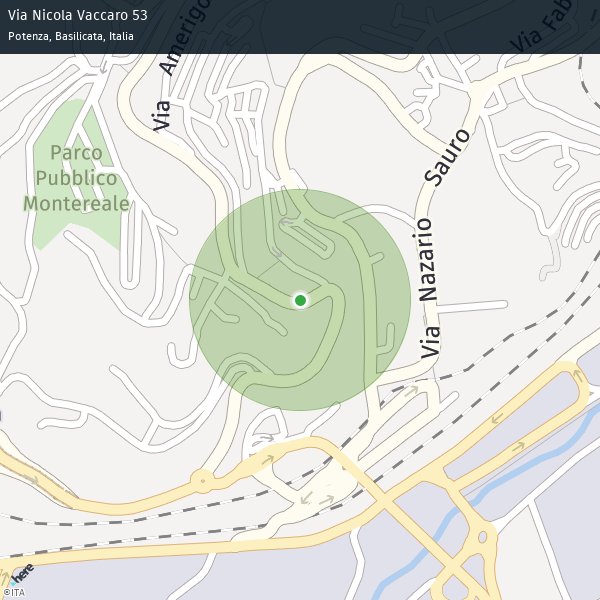 Via Nicola Vaccaro 53
Potenza, Basilicata, Italia
Via Amerigo
Via Fab
Parco
Pubblico
Montereale
Via Nazario Sauro
here
©ITA